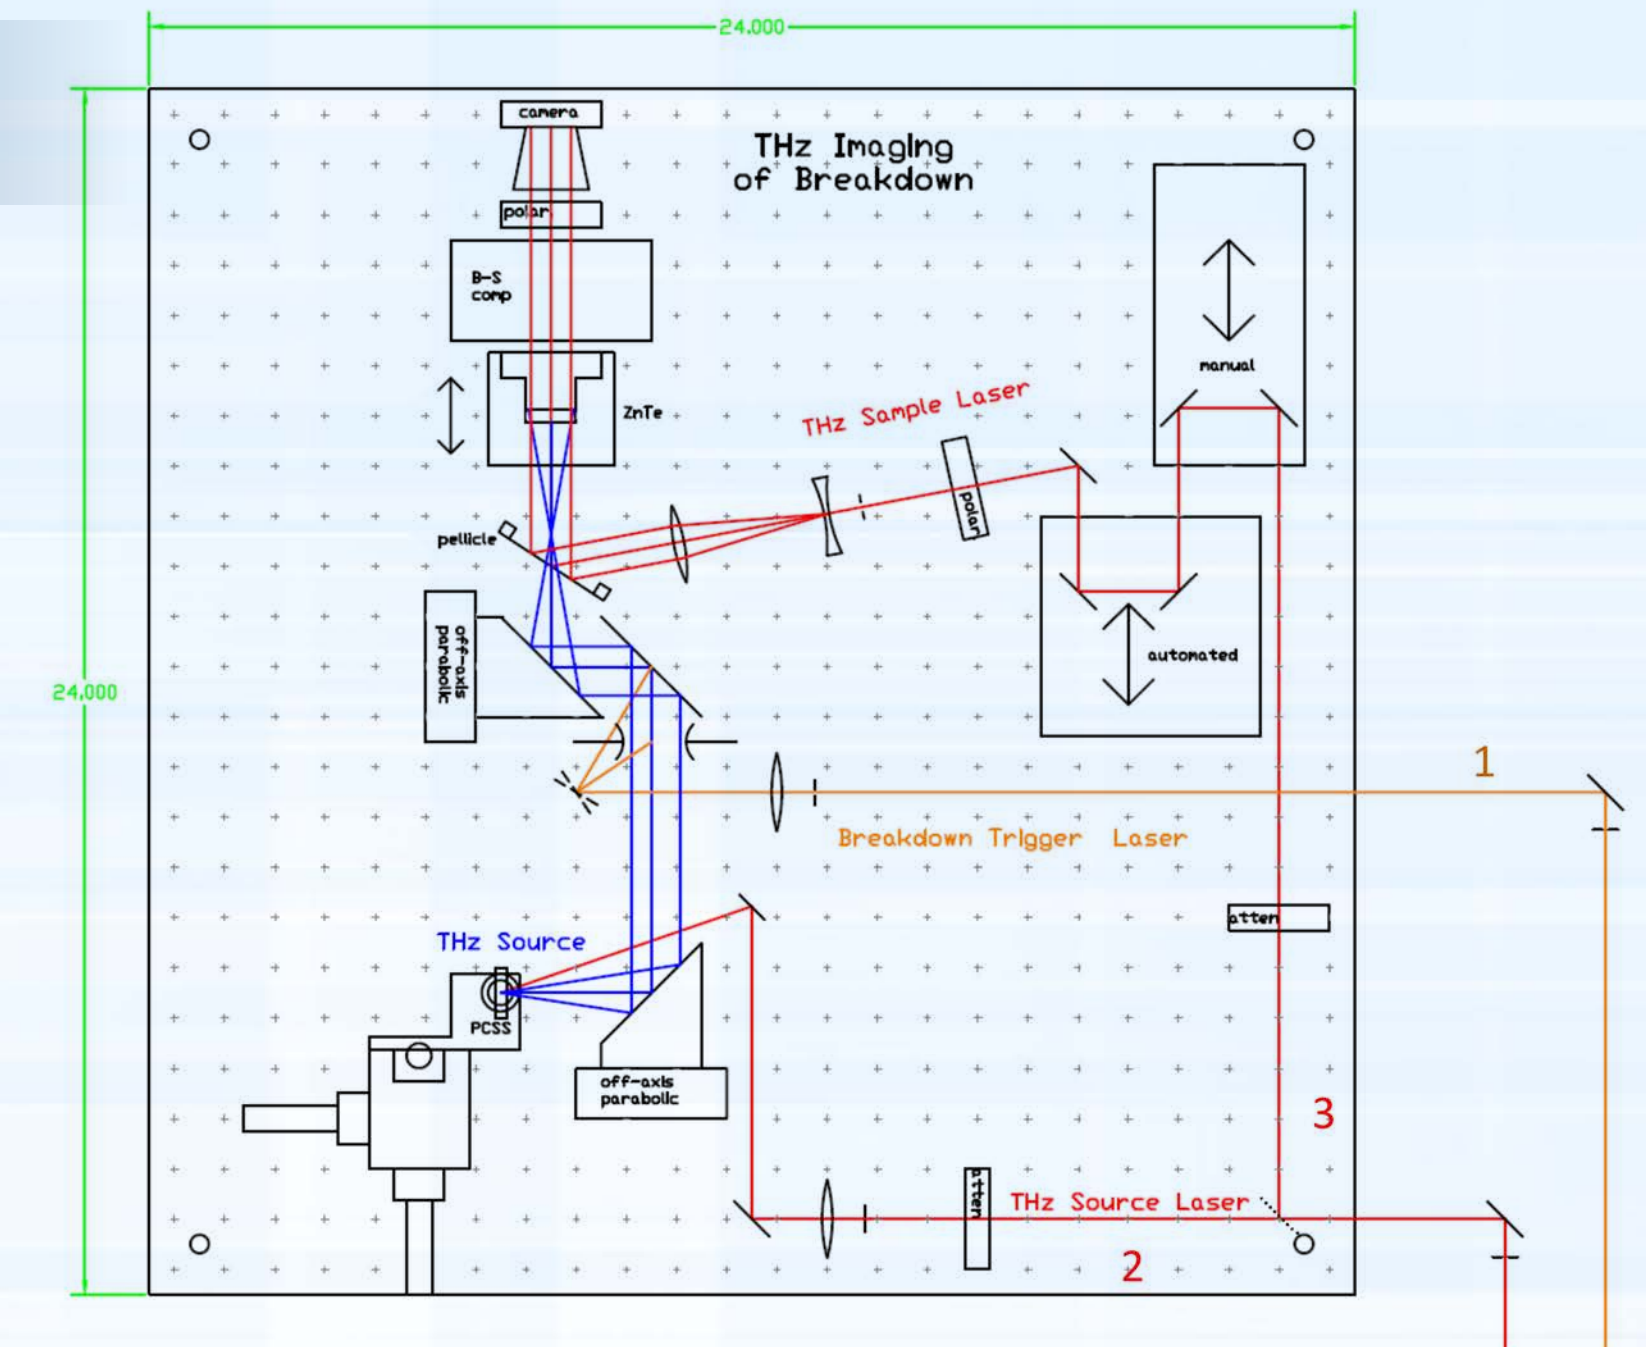 24.000
camera
THz Imaging
of Breakdown
polar
B-S
comp
manual
ZnTe
THz Sample Laser
polar
pellicle
off-axis
parabolic
automated
24.000
1
Breakdown Trigger Laser
atten
THz Source
PCSS
off-axis
parabolic
3
atten
THz Source Laser
2